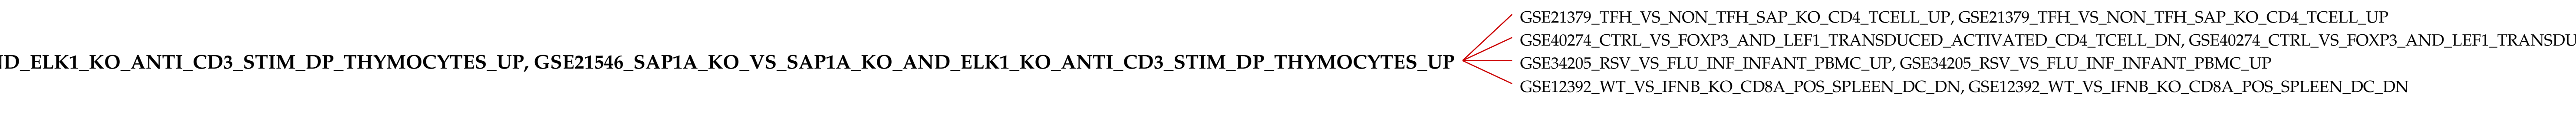 ND_ELK1_KO_ANTI_CD3_STIM_DP_THYMOCYTES_UP, GSE21546_SAP1A_KO_VS_SAP1A_KO_AND_ELK1_KO_ANTI_CD3_STIM_DP_THYMOCYTES_UP
GSE21379_TFH_VS_NON_TFH_SAP_KO_CD4_TCELL_UP, GSE21379_TFH_VS_NON_TFH_SAP_KO_CD4_TCELL_UP
GSE40274_CTRL_VS_FOXP3_AND_LEF1_TRANSDUCED_ACTIVATED_CD4_TCELL_DN, GSE40274_CTRL_VS_FOXP3_AND_LEF1_TRANSDU
GSE34205_RSV_VS_FLU_INF_INFANT_PBMC_UP, GSE34205_RSV_VS_FLU_INF_INFANT_PBMC_UP
GSE12392_WT_VS_IFNB_KO_CD8A_POS_SPLEEN_DC_DN, GSE12392_WT_VS_IFNB_KO_CD8A_POS_SPLEEN_DC_DN